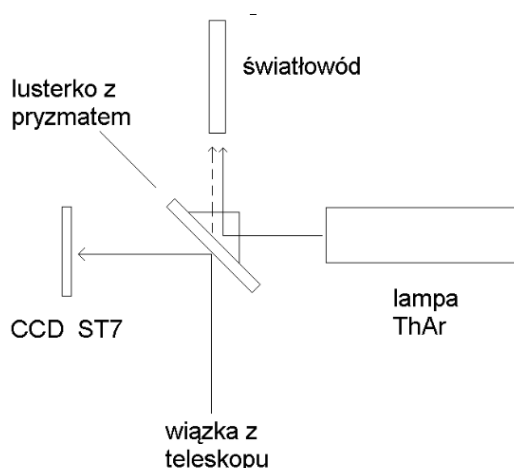 światłowód
lusterko z
pryzmatem
lampa
ThAr
CCD ST7
wiązka z
teleskopu